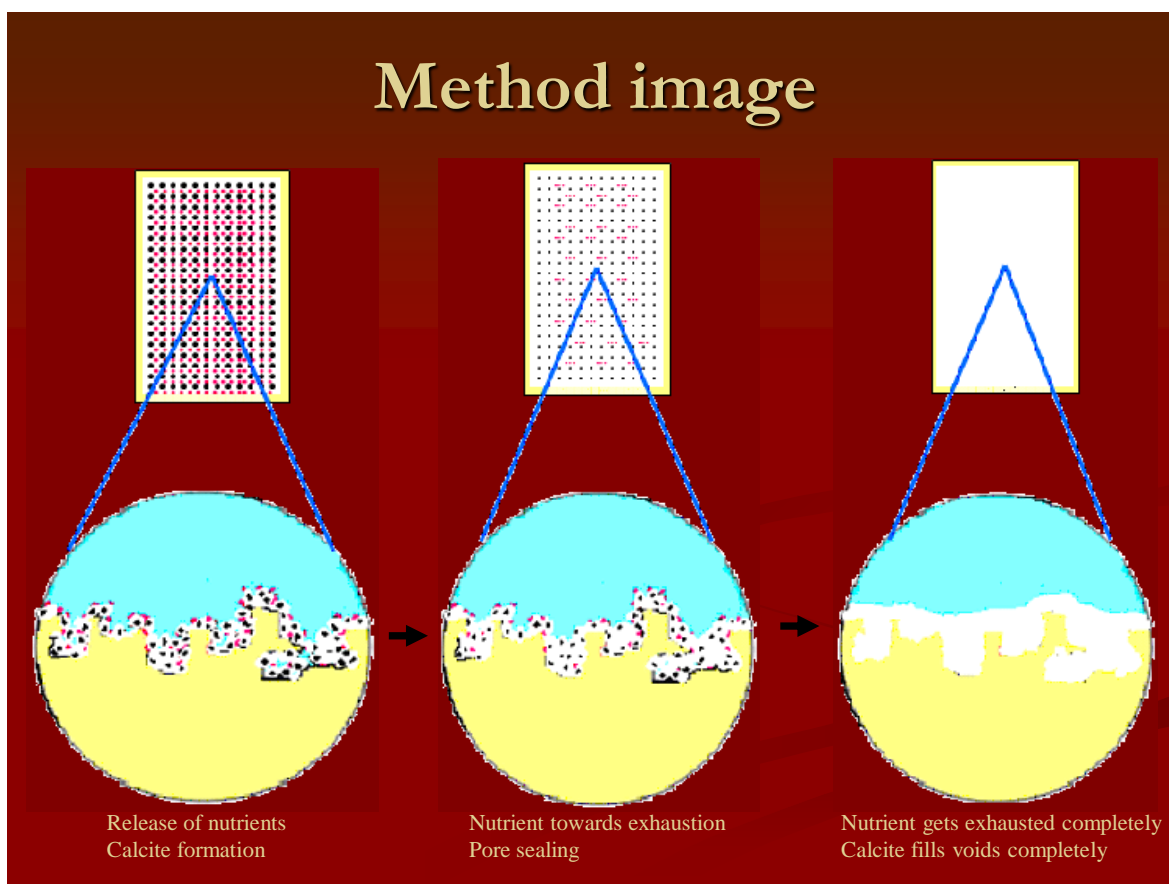 Method image
Release of nutrients
Calcite formation
Nutrient towards exhaustion
Pore sealing
Nutrient gets exhausted completely
Calcite fills voids completely